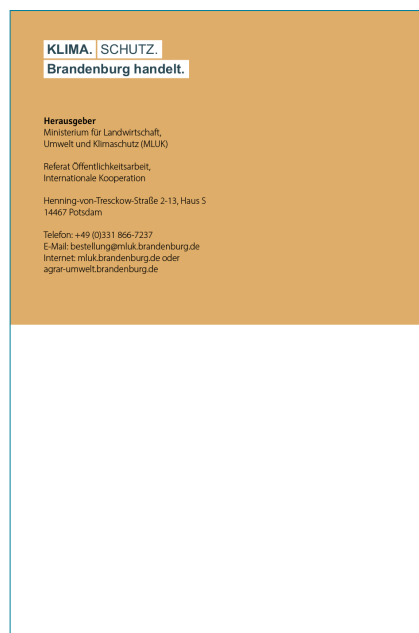 KLIMA. SCHUTZ.
Brandenburg handelt.
Herausgeber
Ministerium für Landwirtschaft,
Umwelt und Klimaschutz (MLUK)
Referat Öffentlichkeitsarbeit,
Internationale Kooperation
Henning-von-Tresckow-Straße 2-13, Haus S
14467 Potsdam
Telefon: +49 (0)331 866-7237
E-Mail: bestellung@mluk.brandenburg.de
Internet: mluk.brandenburg.de oder
agrar-umwelt.brandenburg.de